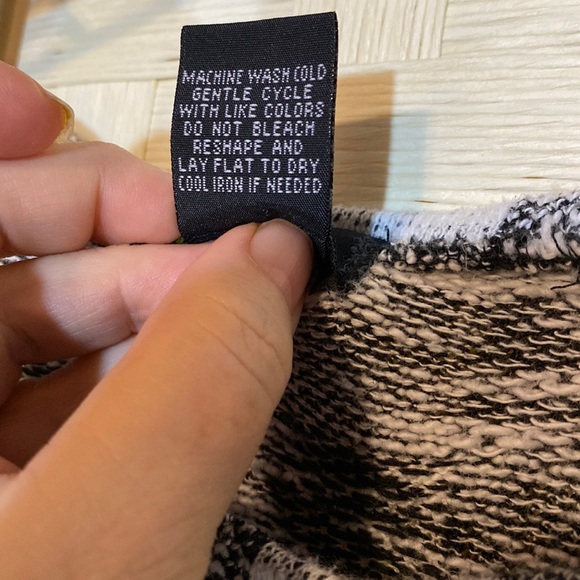 MACHINE WASH COLD
GENTLE CYCLE
WITH LIKE COLORS
DO NOT BLEACH
RESHAPE AND
LAY FLAT TO DRY
COOL IRON IF NEEDED